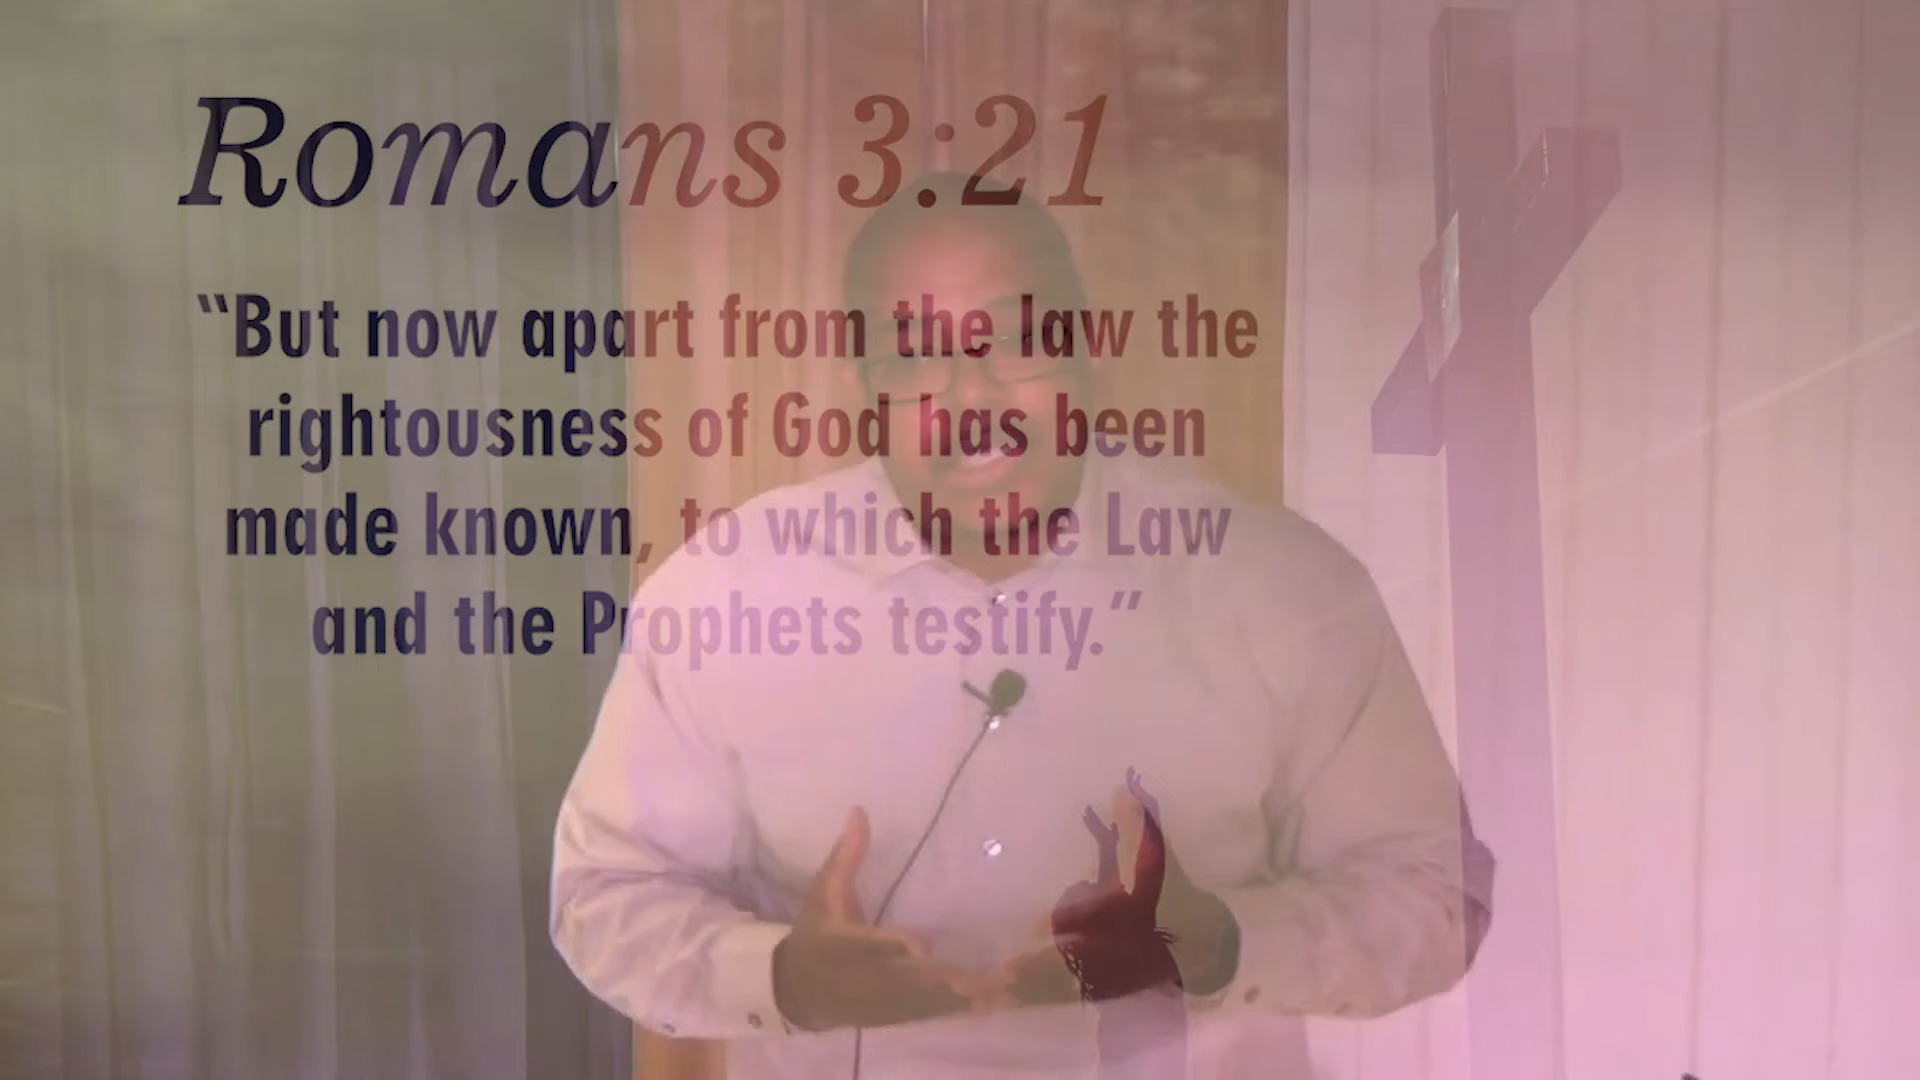 Romans 3:21
“But now apart from the law the
rightousness of God has been
made known, to which the Law
and the Prophets testify.”